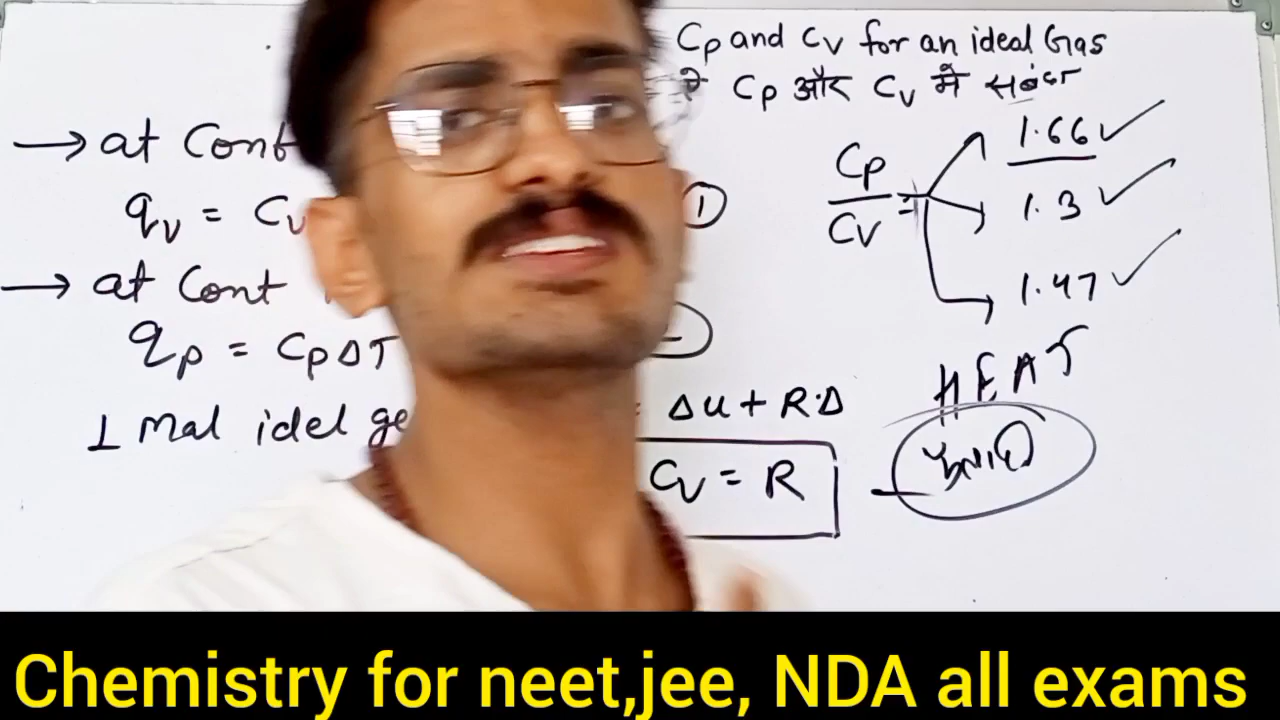 Cp and Cv for an ideal Gas
Cp और Cv में संबंध
→ at Cont
qv = Cv
①
→ at Cont
qp = CpΔT
1 Mal idel ge
Δu + R.Δ
Cv = R
Cp/Cv =
1.66 ✓
1.3 ✓
1.47 ✓
HEAT
Chemistry for neet,jee, NDA all exams